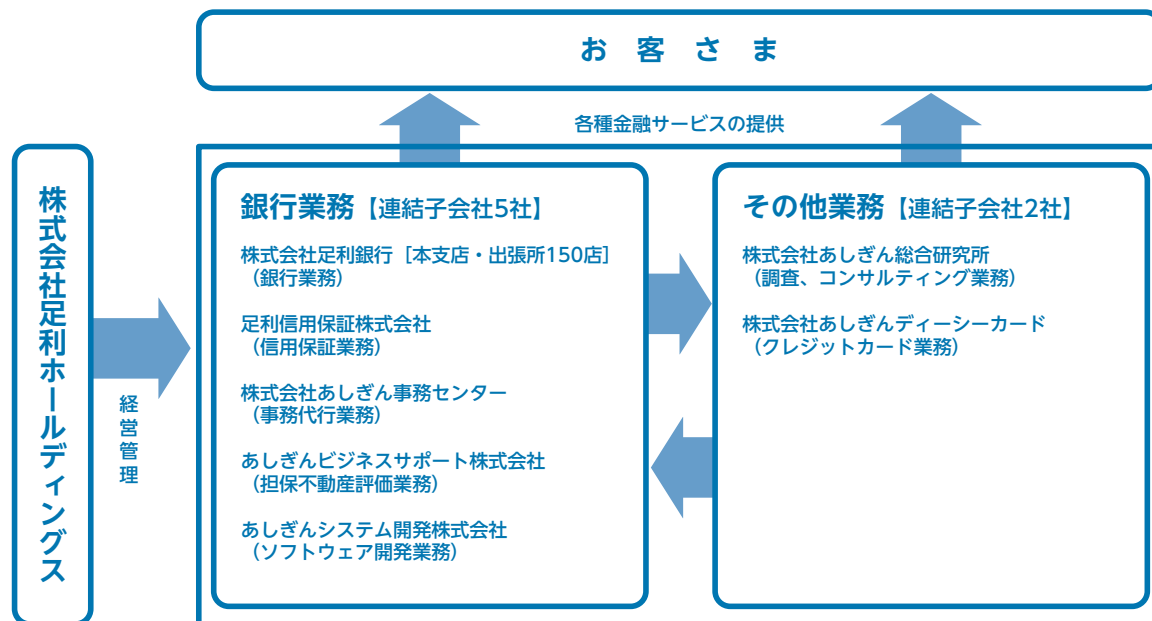 お客さま
各種金融サービスの提供
株式会社足利ホールディングス
経営管理
銀行業務【連結子会社5社】
株式会社足利銀行［本支店・出張所150店］
（銀行業務）
足利信用保証株式会社
（信用保証業務）
株式会社あしぎん事務センター
（事務代行業務）
あしぎんビジネスサポート株式会社
（担保不動産評価業務）
あしぎんシステム開発株式会社
（ソフトウェア開発業務）
その他業務【連結子会社2社】
株式会社あしぎん総合研究所
（調査、コンサルティング業務）
株式会社あしぎんディーシーカード
（クレジットカード業務）